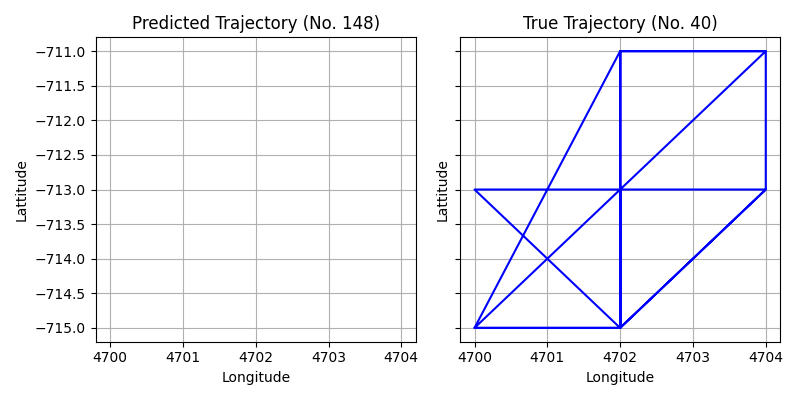 Predicted Trajectory (No. 148)
True Trajectory (No. 40)
−711.0
−711.5
−712.0
−712.5
−713.0
−713.5
−714.0
−714.5
−715.0
Lattitude
Lattitude
4700 4701 4702 4703 4704
4700 4701 4702 4703 4704
Longitude
Longitude